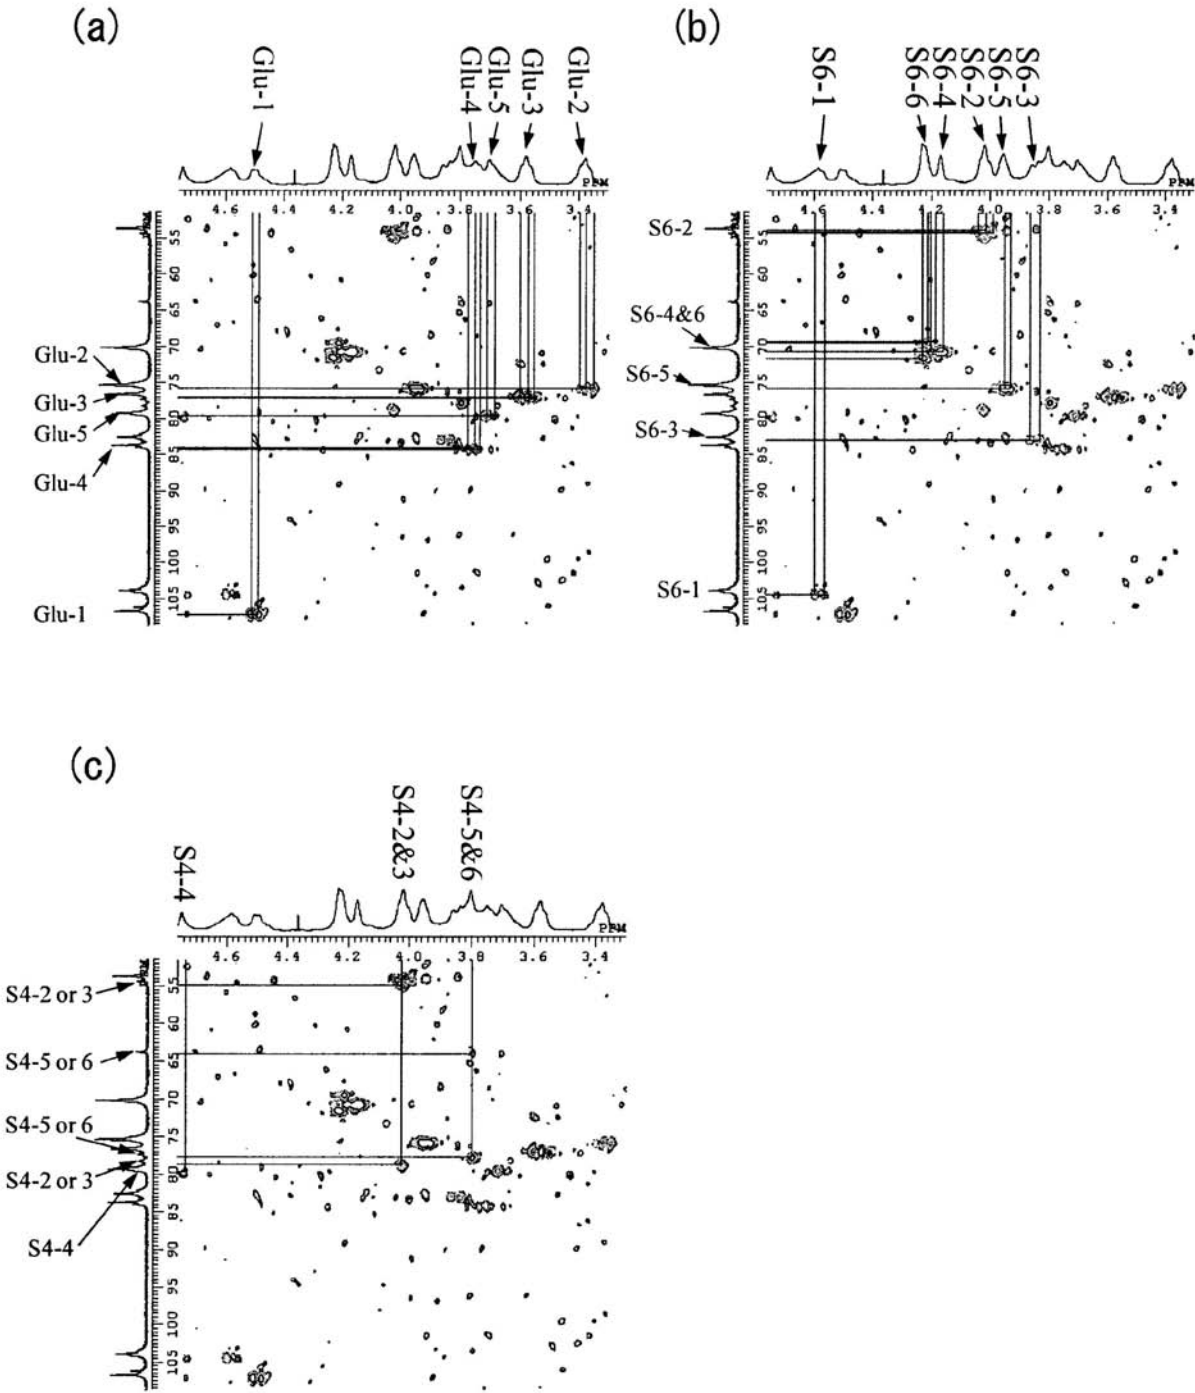 (a)
Glu-1
Glu-4
Glu-5
Glu-3
Glu-2
PPM
4.6
4.4
4.2
4.0
3.8
3.6
3.4
55
60
65
70
75
80
85
90
95
100
105
Glu-2
Glu-3
Glu-5
Glu-4
Glu-1
(b)
S6-1
S6-6
S6-4
S6-2
S6-5
S6-3
PPM
4.6
4.4
4.2
4.0
3.8
3.6
3.4
55
60
65
70
75
80
85
90
95
100
105
S6-2
S6-4&6
S6-5
S6-3
S6-1
(c)
S4-4
S4-2&3
S4-5&6
PPM
4.6
4.4
4.2
4.0
3.8
3.6
3.4
55
60
65
70
75
80
85
90
95
100
105
S4-2 or 3
S4-5 or 6
S4-5 or 6
S4-2 or 3
S4-4